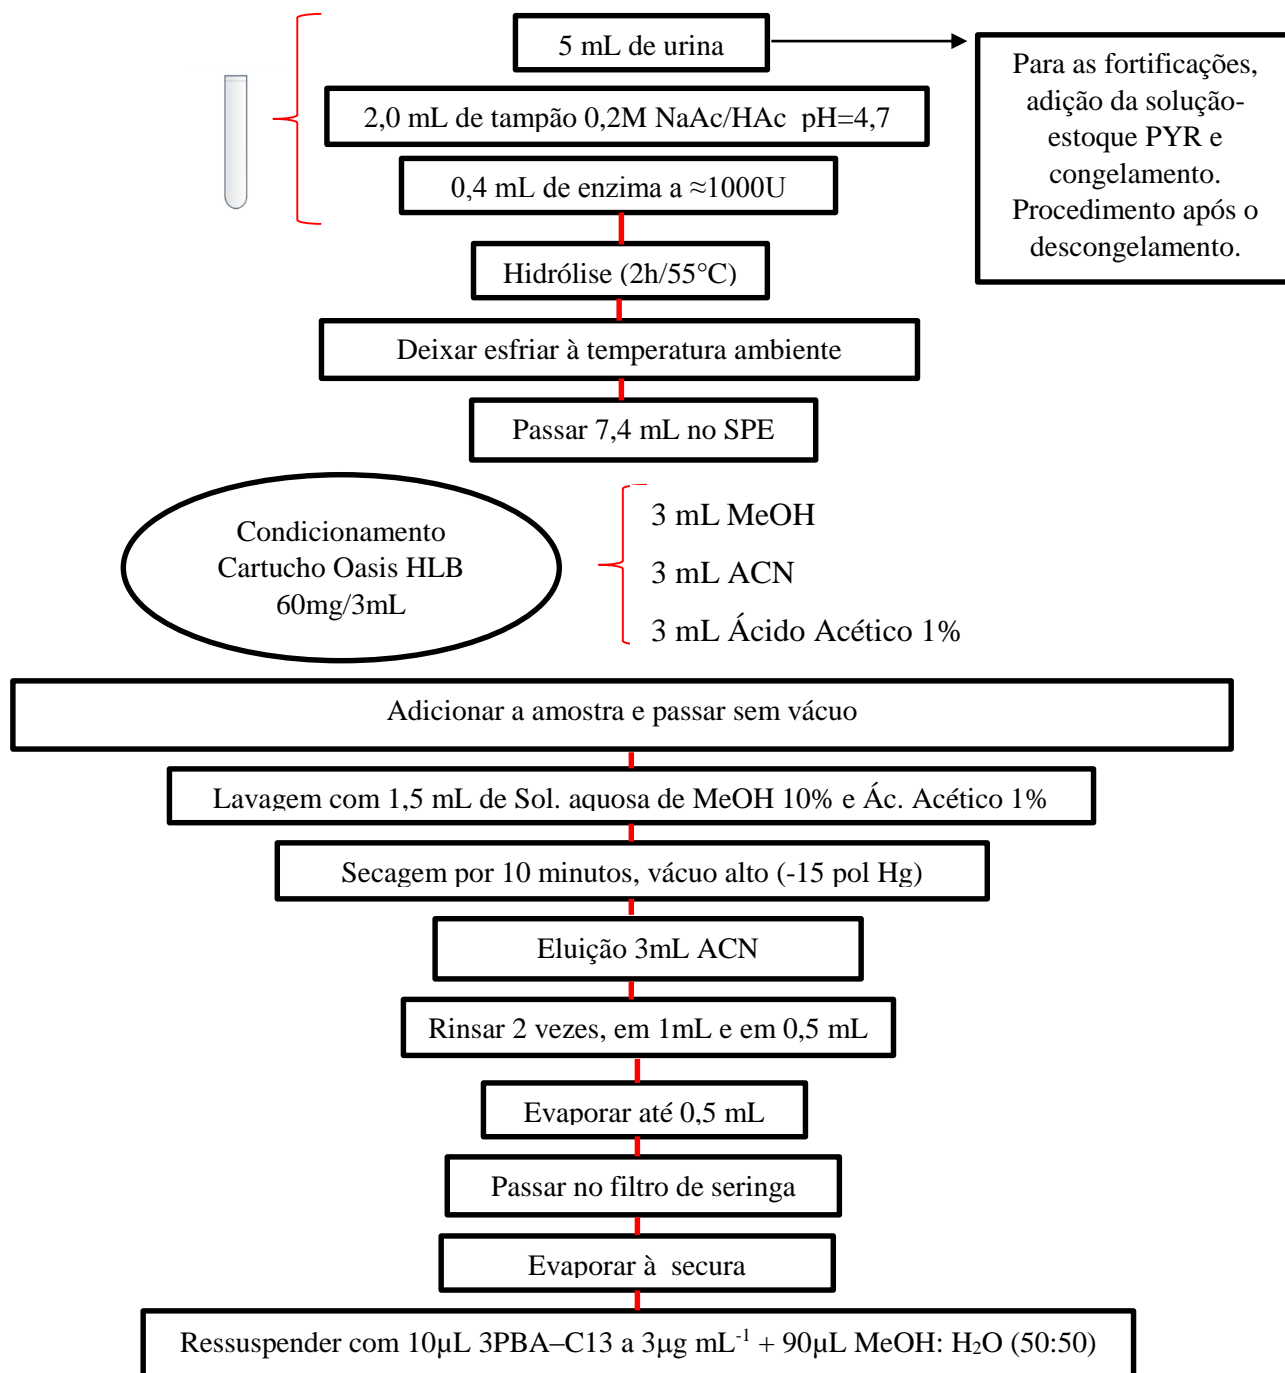 5 mL de urina
Para as fortificações,
adição da solução-
estoque PYR e
congelamento.
Procedimento após o
descongelamento.
2,0 mL de tampão 0,2M NaAc/HAc pH=4,7
0,4 mL de enzima a ≈1000U
Hidrólise (2h/55°C)
Deixar esfriar à temperatura ambiente
Passar 7,4 mL no SPE
Condicionamento
Cartucho Oasis HLB
60mg/3mL
3 mL MeOH
3 mL ACN
3 mL Ácido Acético 1%
Adicionar a amostra e passar sem vácuo
Lavagem com 1,5 mL de Sol. aquosa de MeOH 10% e Ác. Acético 1%
Secagem por 10 minutos, vácuo alto (-15 pol Hg)
Eluição 3mL ACN
Rinsar 2 vezes, em 1mL e em 0,5 mL
Evaporar até 0,5 mL
Passar no filtro de seringa
Evaporar à secura
Ressuspender com 10µL 3PBA–C13 a 3µg mL⁻¹ + 90µL MeOH: H₂O (50:50)